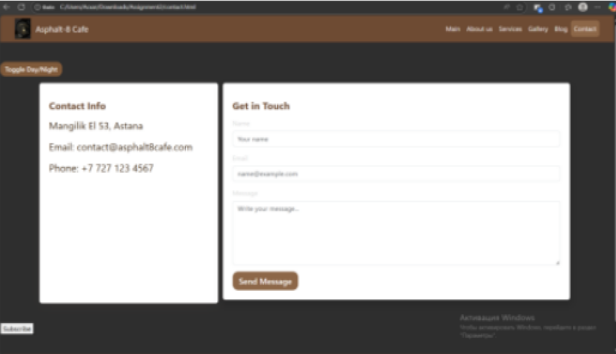 Файл C:/Users/Asus/Downloads/Assignment4/contact.html
Asphalt-8 Cafe
Main About us Services Gallery Blog Contact
Toggle Day/Night
Contact Info
Mangilik El 53, Astana
Email: contact@asphalt8cafe.com
Phone: +7 727 123 4567
Get in Touch
Name
Your name
Email
name@example.com
Message
Write your message...
Send Message
Subscribe
Активация Windows
Чтобы активировать Windows, перейдите в раздел
"Параметры".